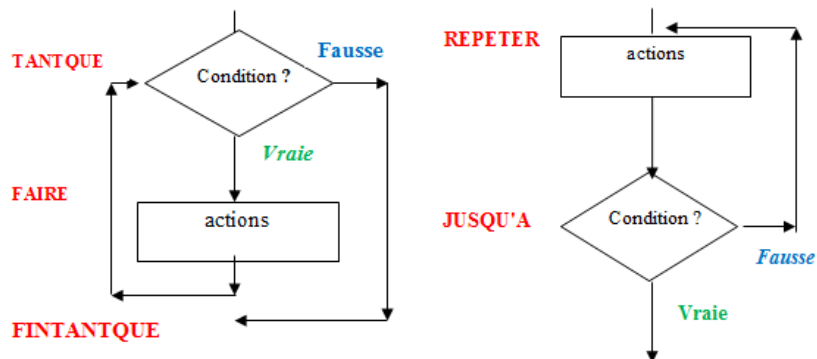 TANTQUE
Condition ?
Fausse
Vraie
FAIRE
actions
FINTANTQUE
REPETER
actions
JUSQU'A
Condition ?
Fausse
Vraie